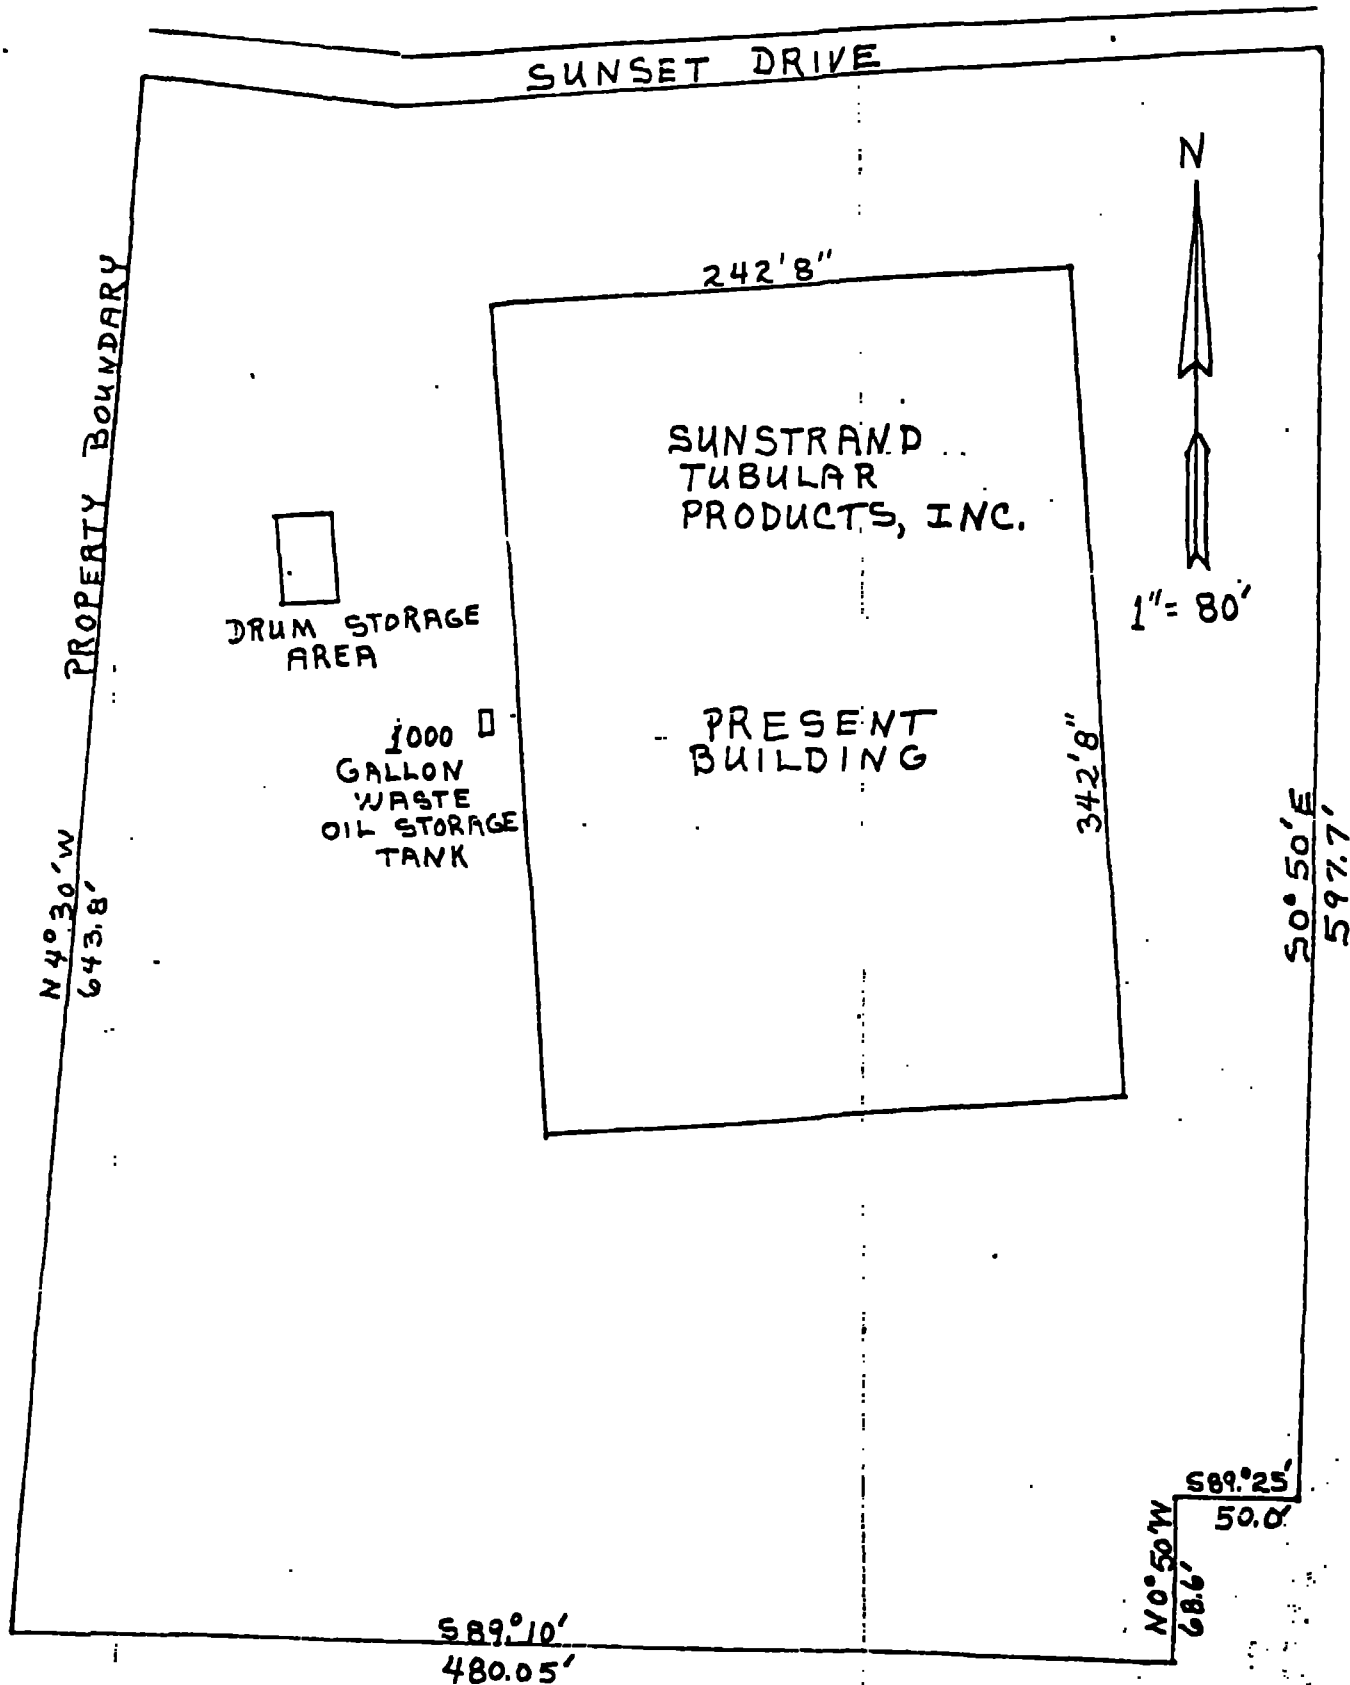 SUNSET DRIVE
N
242'8"
PROPERTY BOUNDARY
SUNSTRAND
TUBULAR
PRODUCTS, INC.
1"= 80'
DRUM STORAGE
AREA
1000
GALLON
WASTE
OIL STORAGE
TANK
PRESENT
BUILDING
342'8"
N 4°30'W
643.8'
S0°50'E
597.7'
S89°25'
50.0'
N0°50'W
68.6'
S89°10'
480.05'